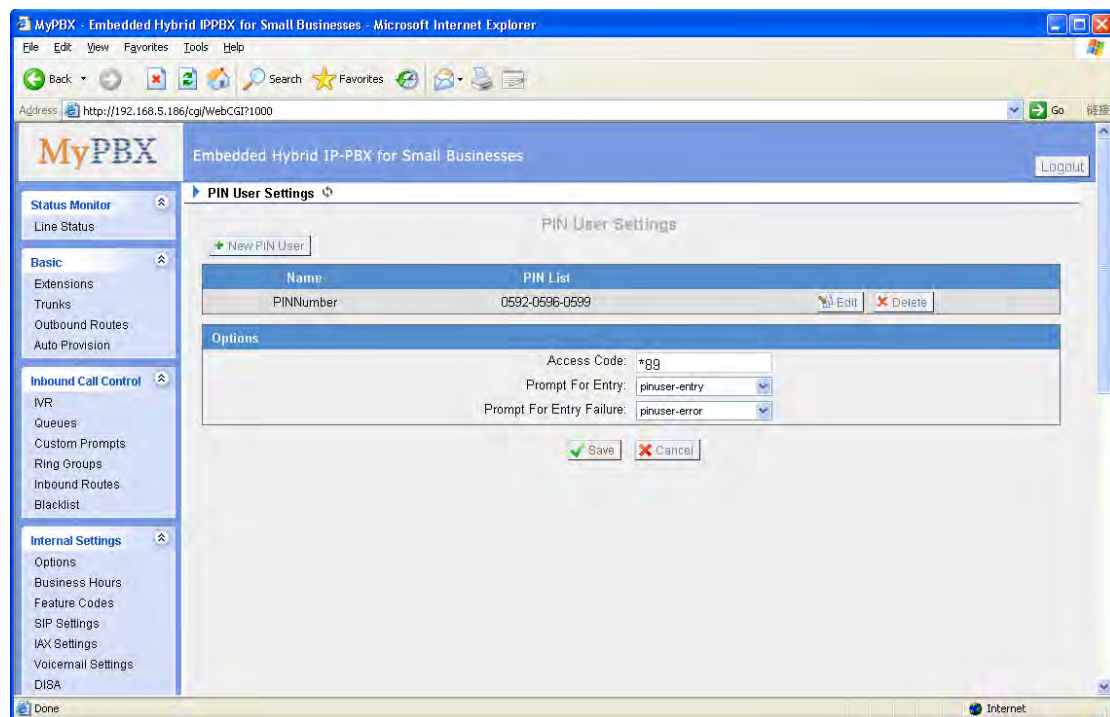 MyPBX - Embedded Hybrid IPPBX for Small Businesses - Microsoft Internet Explorer
File Edit View Favorites Tools Help
Back Search Favorites
Address http://192.168.5.186/cgi/WebCGI?1000 Go 链接
MyPBX
Embedded Hybrid IP-PBX for Small Businesses
Logout
Status Monitor
Line Status
Basic
Extensions
Trunks
Outbound Routes
Auto Provision
Inbound Call Control
IVR
Queues
Custom Prompts
Ring Groups
Inbound Routes
Blacklist
Internal Settings
Options
Business Hours
Feature Codes
SIP Settings
IAX Settings
Voicemail Settings
DISA
PIN User Settings
PIN User Settings
New PIN User
Name PIN List
PINNumber 0592-0596-0599 Edit Delete
Options
Access Code: *89
Prompt For Entry: pinuser-entry
Prompt For Entry Failure: pinuser-error
Save Cancel
Done Internet